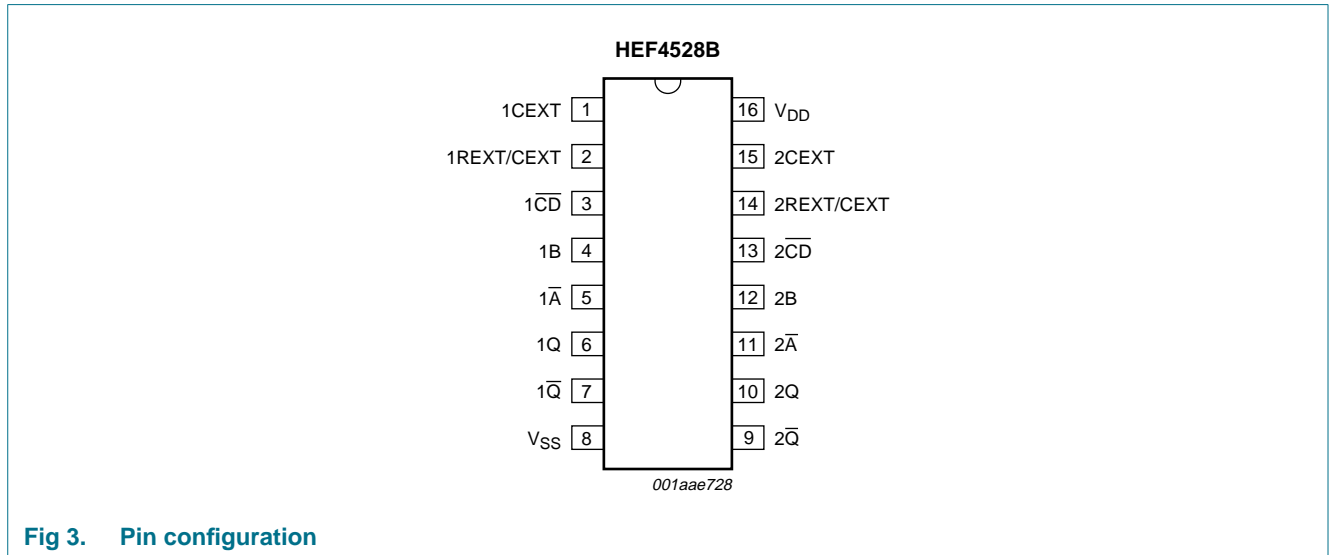 HEF4528B
1CEXT 1 16 V_DD
1REXT/CEXT 2 15 2CEXT
1C̅D̅ 3 14 2REXT/CEXT
1B 4 13 2C̅D̅
1A̅ 5 12 2B
1Q 6 11 2A̅
1Q̅ 7 10 2Q
V_SS 8 9 2Q̅
001aae728
Fig 3. Pin configuration